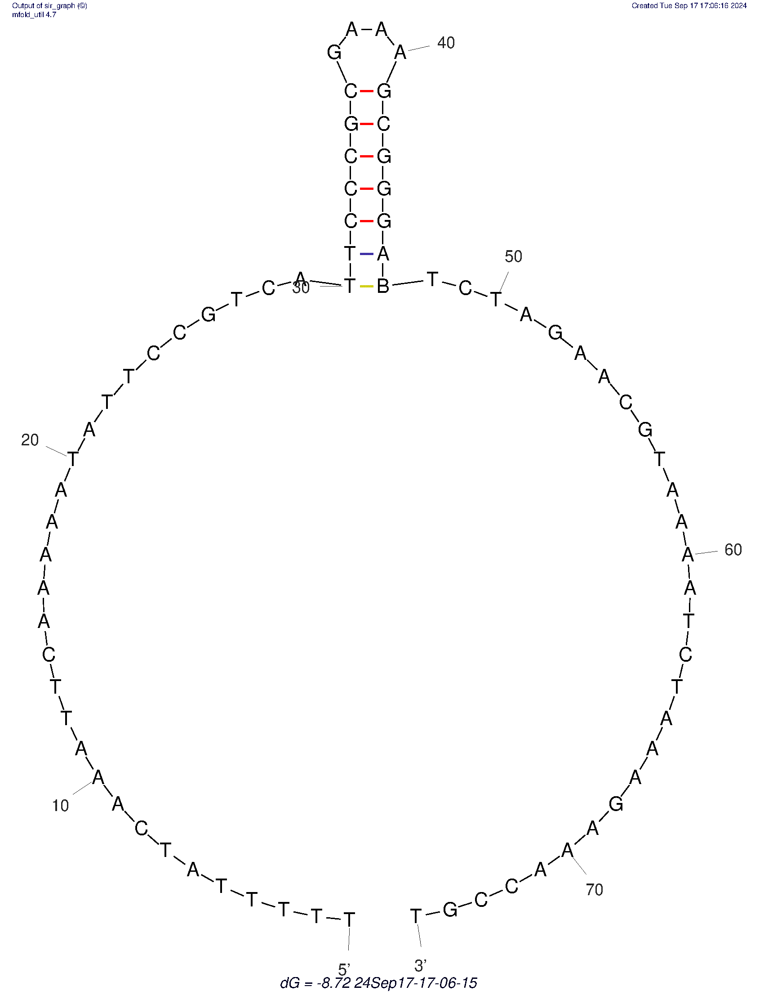 Output of sir_graph (©)
Created Tue Sep 17 17:06:16 2024
mfold_util 4.7
A A
G A 40
C G
G C
C G
C G
C G
T A 50
C A 30 T B T C
T T
G A
C G
C A
T A
T C
A G
20 T T
A A
A A
A A 60
A A
A T
C C
T T
T A
A A
A A
10 A G
C A
T A
A A
T C 70
T C
T G
T T T
5' 3'
dG = -8.72 24Sep17-17-06-15